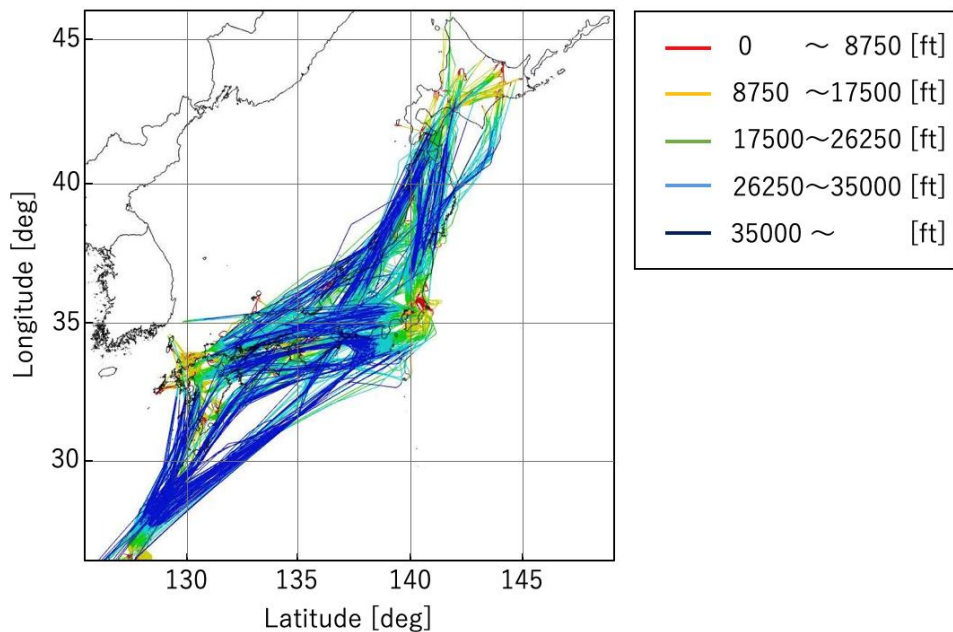 45
40
35
30
130 135 140 145
Longitude [deg]
Latitude [deg]
0 ～ 8750 [ft]
8750 ～17500 [ft]
17500～26250 [ft]
26250～35000 [ft]
35000 ～ [ft]